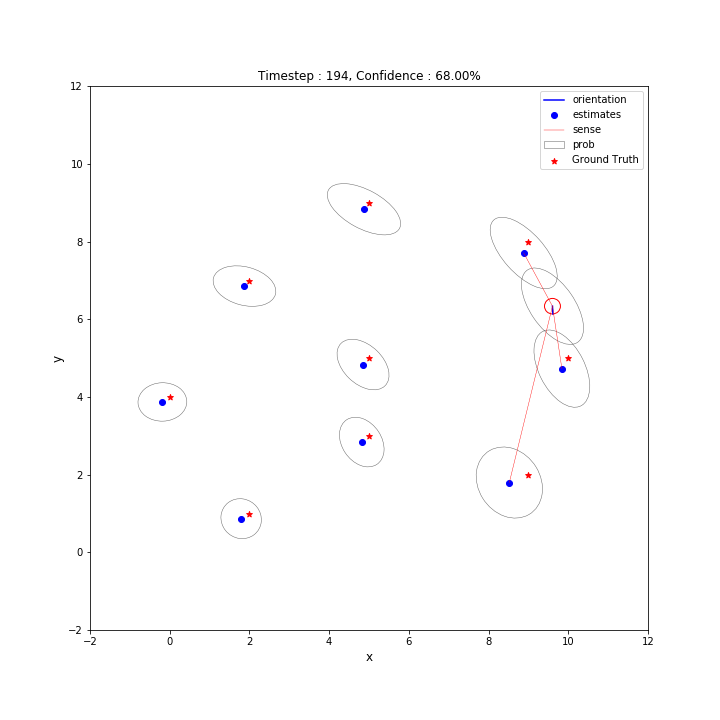 Timestep : 194, Confidence : 68.00%
orientation
estimates
sense
prob
Ground Truth
12
10
8
6
4
2
0
−2
y
−2 0 2 4 6 8 10 12
x